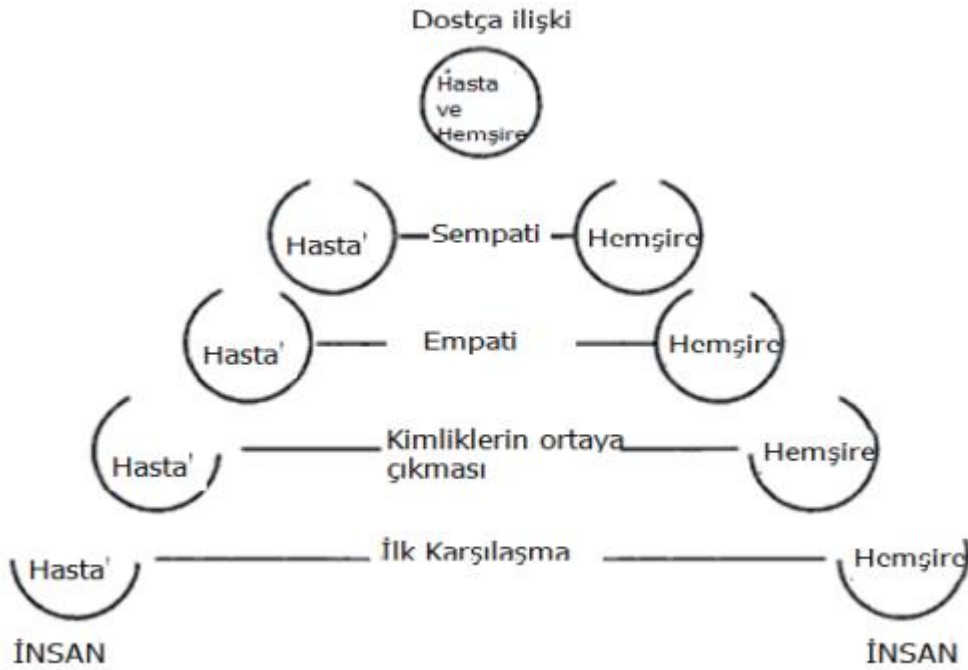 Dostça ilişki
Hasta
ve
Hemşire
Hasta' Sempati Hemşire
Hasta' Empati Hemşire
Hasta' Kimliklerin ortaya çıkması Hemşire
Hasta' İlk Karşılaşma Hemşire
İNSAN İNSAN